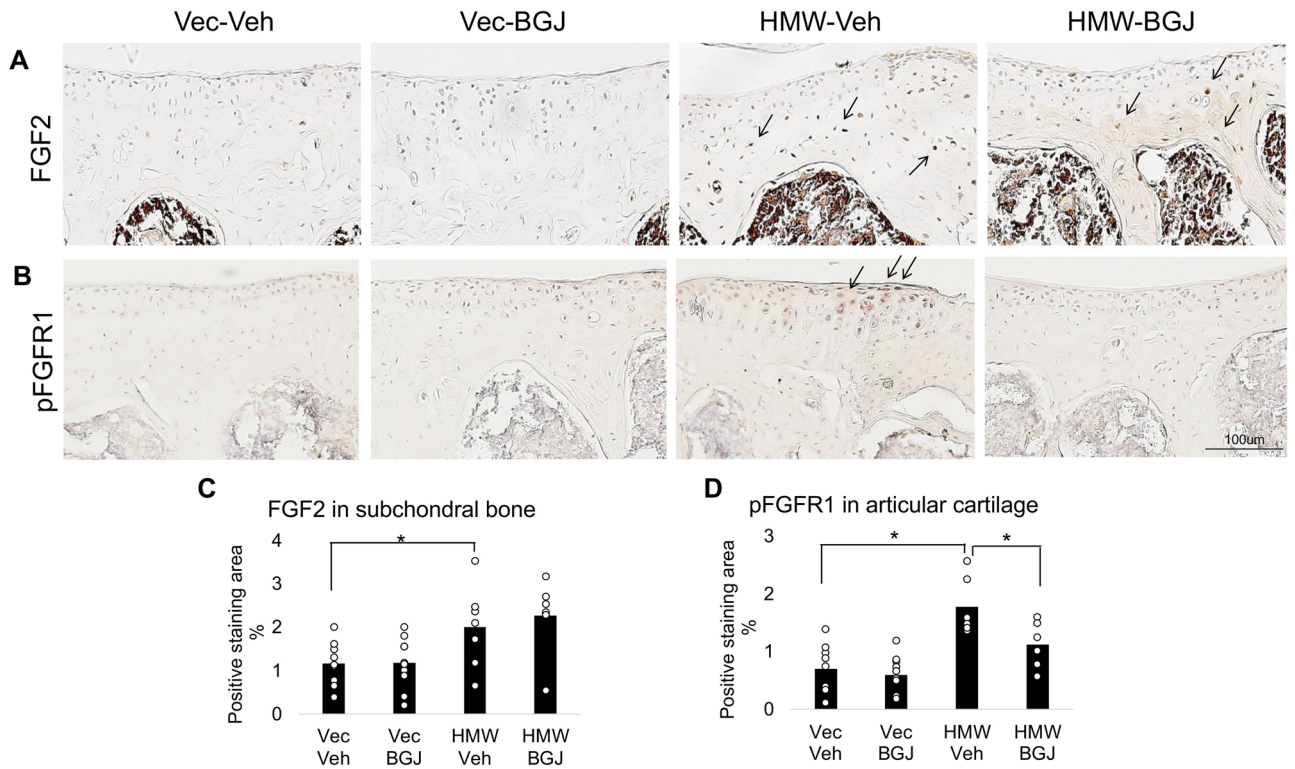 Vec-Veh Vec-BGJ HMW-Veh HMW-BGJ
A
FGF2
B
pFGFR1
100um
C
FGF2 in subchondral bone
Positive staining area
%
4
3
2
1
0
*
Vec Vec HMW HMW
Veh BGJ Veh BGJ
D
pFGFR1 in articular cartilage
Positive staining area
%
3
2
1
0
* *
Vec Vec HMW HMW
Veh BGJ Veh BGJ